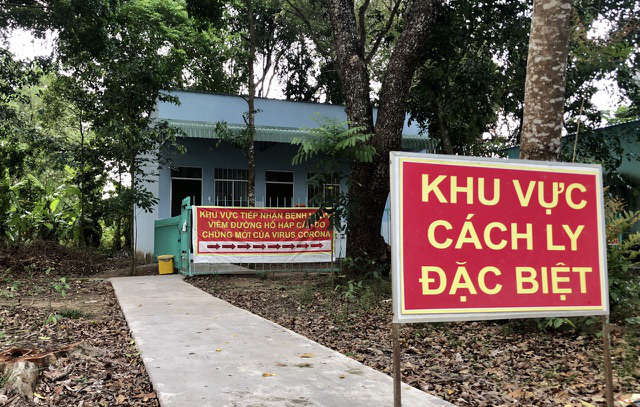 KHU VỰC TIẾP NHẬN BỆNH
VIÊM ĐƯỜNG HÔ HẤP CẤP DO
CHỦNG MỚI CỦA VIRUS CORONA
KHU VỰC
CÁCH LY
ĐẶC BIỆT